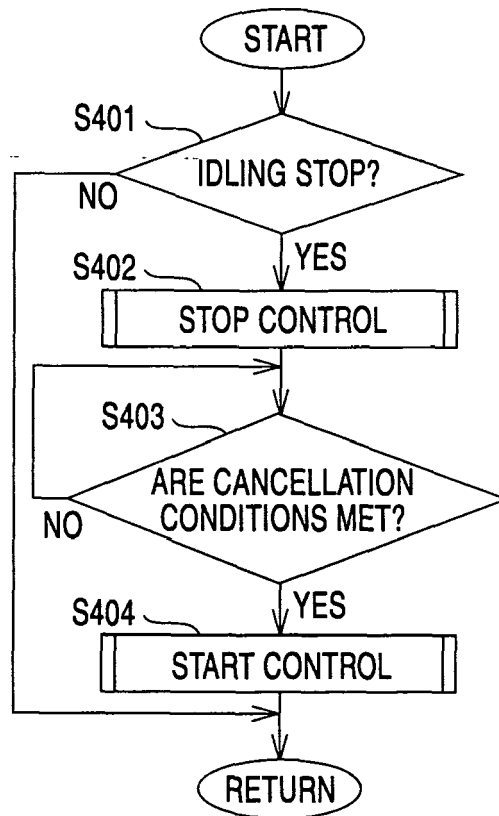 START
S401
IDLING STOP?
NO
YES
S402
STOP CONTROL
S403
ARE CANCELLATION
CONDITIONS MET?
NO
YES
S404
START CONTROL
RETURN